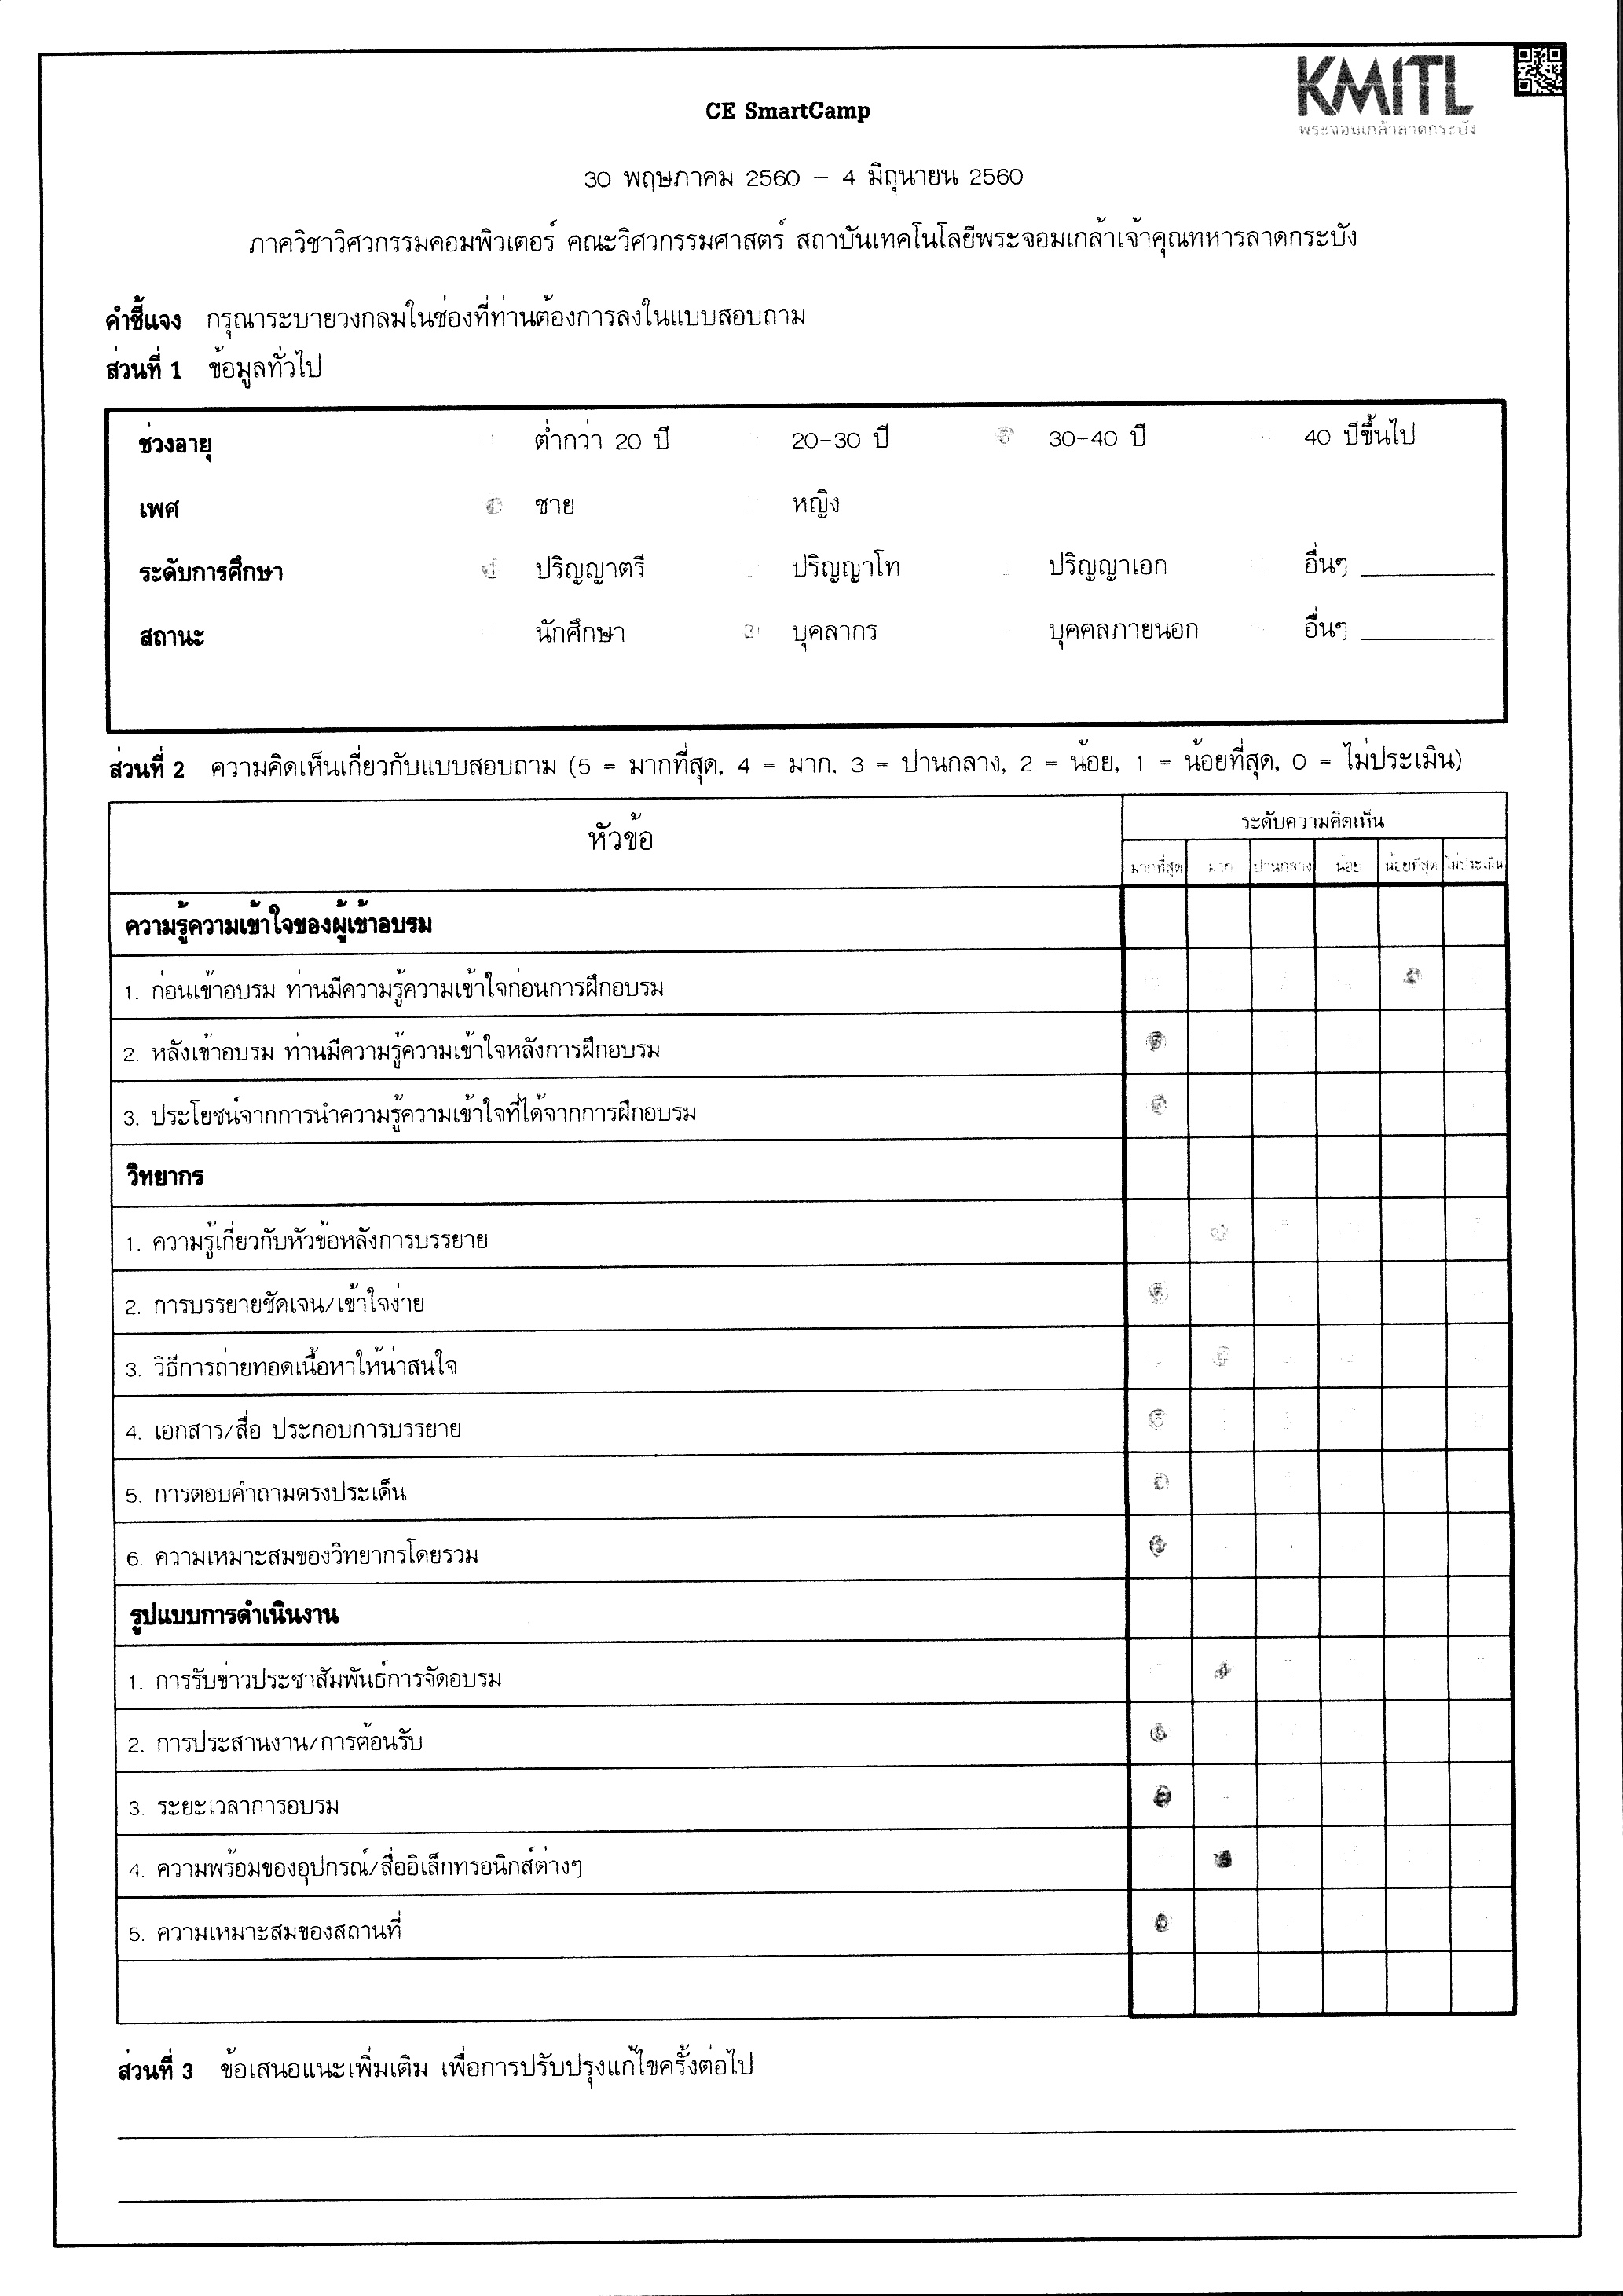 KMITL
พระจอมเกล้าลาดกระบัง
CE SmartCamp
30 พฤษภาคม 2560 - 4 มิถุนายน 2560
ภาควิชาวิศวกรรมคอมพิวเตอร์ คณะวิศวกรรมศาสตร์ สถาบันเทคโนโลยีพระจอมเกล้าเจ้าคุณทหารลาดกระบัง
คำชี้แจง กรุณาระบายวงกลมในช่องที่ท่านต้องการลงในแบบสอบถาม
ส่วนที่ 1 ข้อมูลทั่วไป
ช่วงอายุ ต่ำกว่า 20 ปี 20-30 ปี 30-40 ปี 40 ปีขึ้นไป
เพศ ชาย หญิง
ระดับการศึกษา ปริญญาตรี ปริญญาโท ปริญญาเอก อื่นๆ
สถานะ นักศึกษา บุคลากร บุคคลภายนอก อื่นๆ
ส่วนที่ 2 ความคิดเห็นเกี่ยวกับแบบสอบถาม (5 = มากที่สุด, 4 = มาก, 3 = ปานกลาง, 2 = น้อย, 1 = น้อยที่สุด, 0 = ไม่ประเมิน)
หัวข้อ ระดับความคิดเห็น
มากที่สุด มาก ปานกลาง น้อย น้อยที่สุด ไม่ประเมิน
ความรู้ความเข้าใจของผู้เข้าอบรม
1. ก่อนเข้าอบรม ท่านมีความรู้ความเข้าใจก่อนการฝึกอบรม
2. หลังเข้าอบรม ท่านมีความรู้ความเข้าใจหลังการฝึกอบรม
3. ประโยชน์จากการนำความรู้ความเข้าใจที่ได้จากการฝึกอบรม
วิทยากร
1. ความรู้เกี่ยวกับหัวข้อหลังการบรรยาย
2. การบรรยายชัดเจน/เข้าใจง่าย
3. วิธีการถ่ายทอดเนื้อหาให้น่าสนใจ
4. เอกสาร/สื่อ ประกอบการบรรยาย
5. การตอบคำถามตรงประเด็น
6. ความเหมาะสมของวิทยากรโดยรวม
รูปแบบการดำเนินงาน
1. การรับข่าวประชาสัมพันธ์การจัดอบรม
2. การประสานงาน/การต้อนรับ
3. ระยะเวลาการอบรม
4. ความพร้อมของอุปกรณ์/สื่ออิเล็กทรอนิกส์ต่างๆ
5. ความเหมาะสมของสถานที่
ส่วนที่ 3 ข้อเสนอแนะเพิ่มเติม เพื่อการปรับปรุงแก้ไขครั้งต่อไป